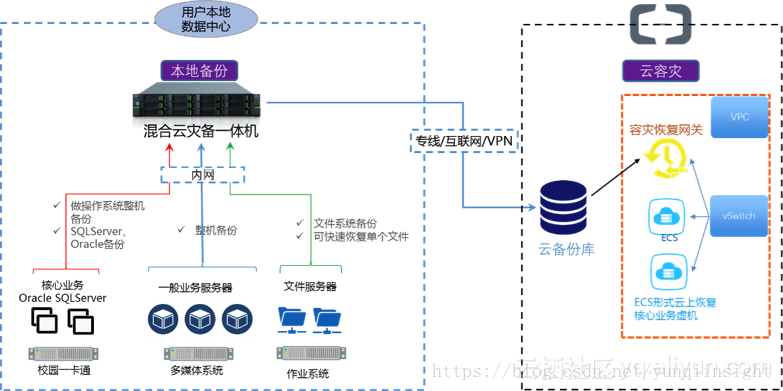 用户本地
数据中心
本地备份
混合云灾备一体机
内网
做操作系统整机
备份
SQLServer、
Oracle备份
整机备份
文件系统备份
可快速恢复单个文件
核心业务
Oracle SQLServer
一般业务服务器
文件服务器
校园一卡通
多媒体系统
作业系统
专线/互联网/VPN
云备份库
云容灾
VPC
容灾恢复网关
vSwitch
ECS
ECS形式云上恢复
核心业务虚机
云栖社区 yq.aliyun.com
https://blog.csdn.net/yunqiinsight